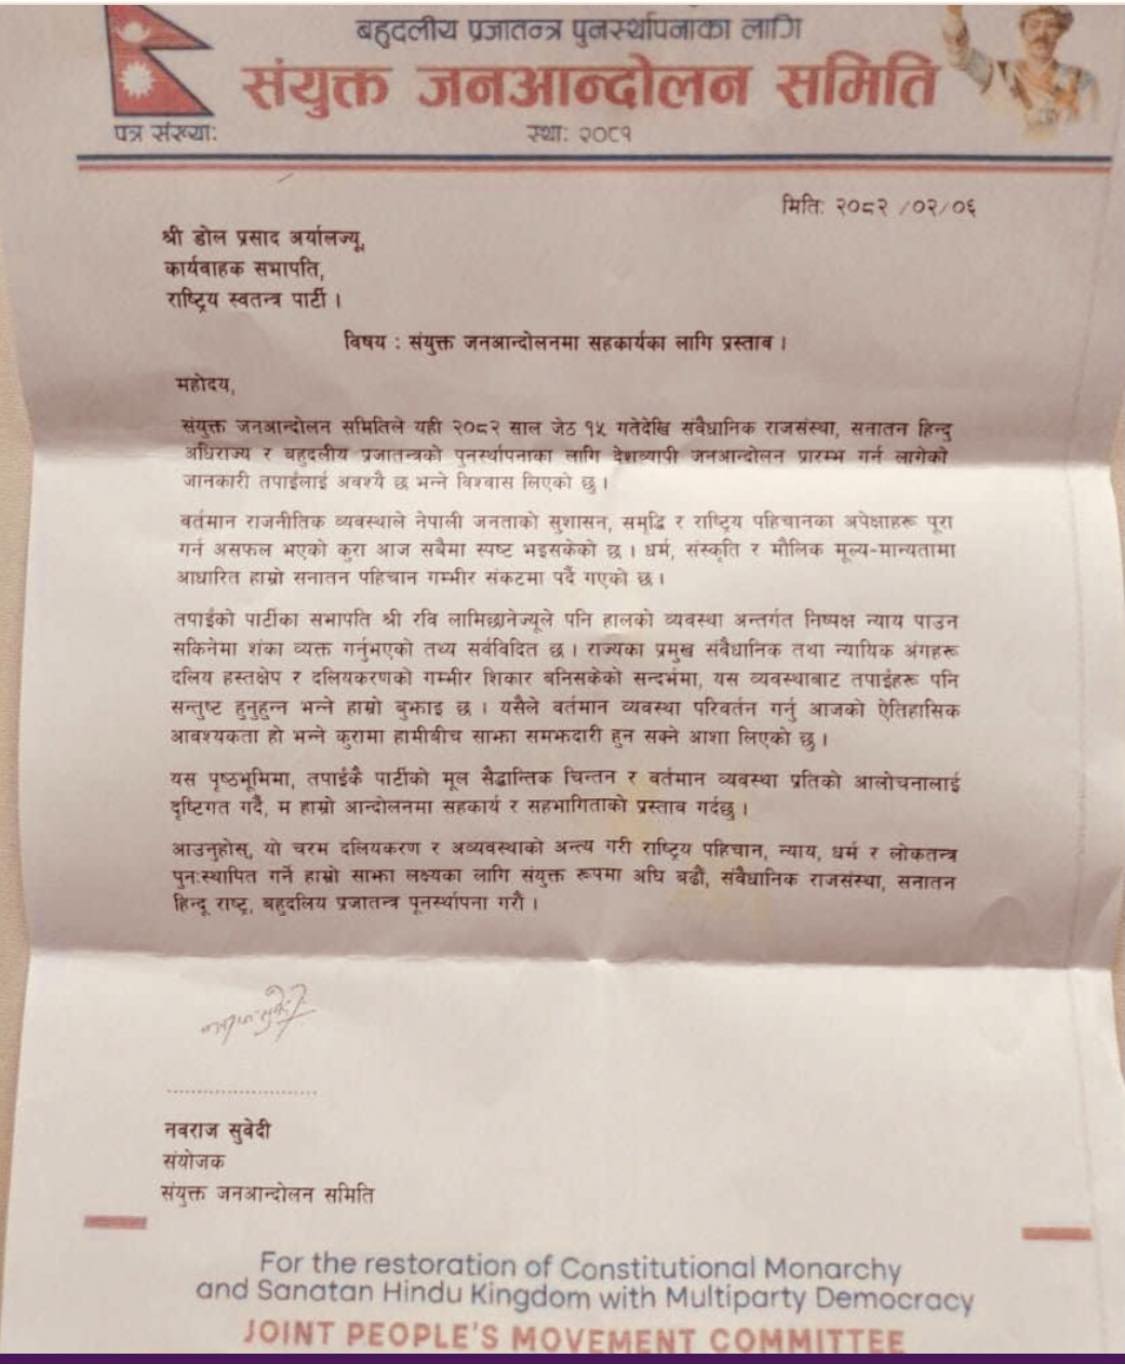 बहुदलीय प्रजातन्त्र पुनर्स्थापनाका लागि
संयुक्त जनआन्दोलन समिति
पत्र संख्या:
स्था: २०८१
मिति: २०८२ /०२/०६
श्री डोल प्रसाद अर्यालज्यू,
कार्यवाहक सभापति,
राष्ट्रिय स्वतन्त्र पार्टी ।
विषय : संयुक्त जनआन्दोलनमा सहकार्यका लागि प्रस्ताव ।
महोदय,
संयुक्त जनआन्दोलन समितिले यही २०८२ साल जेठ १५ गतेदेखि संवैधानिक राजसंस्था, सनातन हिन्दु
अधिराज्य र बहुदलीय प्रजातन्त्रको पुनर्स्थापनाका लागि देशव्यापी जनआन्दोलन प्रारम्भ गर्न लागेको
जानकारी तपाईंलाई अवश्यै छ भन्ने विश्वास लिएको छु ।
वर्तमान राजनीतिक व्यवस्थाले नेपाली जनताको सुशासन, समृद्धि र राष्ट्रिय पहिचानका अपेक्षाहरू पूरा
गर्न असफल भएको कुरा आज सबैमा स्पष्ट भइसकेको छ । धर्म, संस्कृति र मौलिक मूल्य-मान्यतामा
आधारित हाम्रो सनातन पहिचान गम्भीर संकटमा पर्दै गएको छ ।
तपाईंको पार्टीका सभापति श्री रवि लामिछानेज्यूले पनि हालको व्यवस्था अन्तर्गत निष्पक्ष न्याय पाउन
सकिनेमा शंका व्यक्त गर्नुभएको तथ्य सर्वविदित छ । राज्यका प्रमुख संवैधानिक तथा न्यायिक अंगहरू
दलिय हस्तक्षेप र दलियकरणको गम्भीर शिकार बनिसकेको सन्दर्भमा, यस व्यवस्थाबाट तपाईंहरू पनि
सन्तुष्ट हुनुहुन्न भन्ने हाम्रो बुझाइ छ । यसैले वर्तमान व्यवस्था परिवर्तन गर्नु आजको ऐतिहासिक
आवश्यकता हो भन्ने कुरामा हामीबीच साझा समझदारी हुन सक्ने आशा लिएको छु ।
यस पृष्ठभूमिमा, तपाईंकै पार्टीको मूल सैद्धान्तिक चिन्तन र वर्तमान व्यवस्था प्रतिको आलोचनालाई
दृष्टिगत गर्दै, म हाम्रो आन्दोलनमा सहकार्य र सहभागिताको प्रस्ताव गर्दछु ।
आउनुहोस्, यो चरम दलियकरण र अव्यवस्थाको अन्त्य गरी राष्ट्रिय पहिचान, न्याय, धर्म र लोकतन्त्र
पुन:स्थापित गर्ने हाम्रो साझा लक्ष्यका लागि संयुक्त रूपमा अघि बढौं, संवैधानिक राजसंस्था, सनातन
हिन्दू राष्ट्र, बहुदलिय प्रजातन्त्र पूनर्स्थापना गरौं ।
नवराज सुवेदी
संयोजक
संयुक्त जनआन्दोलन समिति
For the restoration of Constitutional Monarchy
and Sanatan Hindu Kingdom with Multiparty Democracy
JOINT PEOPLE'S MOVEMENT COMMITTEE